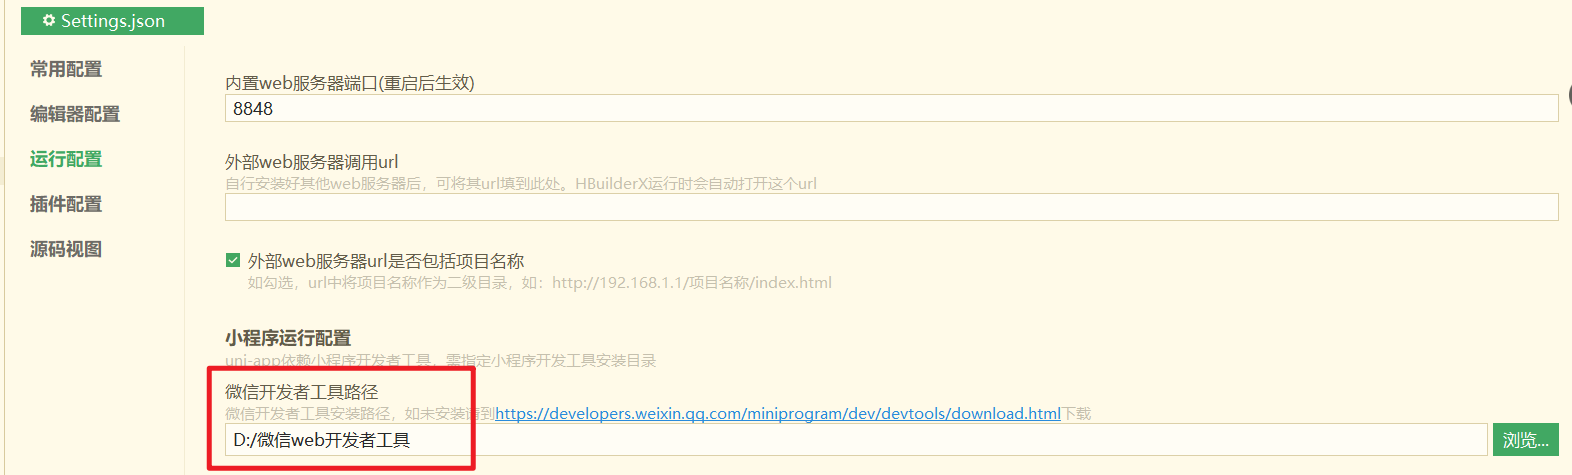 Settings.json
常用配置
编辑器配置
运行配置
插件配置
源码视图
内置web服务器端口(重启后生效)
8848
外部web服务器调用url
自行安装好其他web服务器后，可将其url填到此处。HBuilderX运行时会自动打开这个url
外部web服务器url是否包括项目名称
如勾选，url中将项目名称作为二级目录，如：http://192.168.1.1/项目名称/index.html
小程序运行配置
uni-app依赖小程序开发者工具，需指定小程序开发工具安装目录
微信开发者工具路径
微信开发者工具安装路径，如未安装请到https://developers.weixin.qq.com/miniprogram/dev/devtools/download.html下载
D:/微信web开发者工具
浏览...